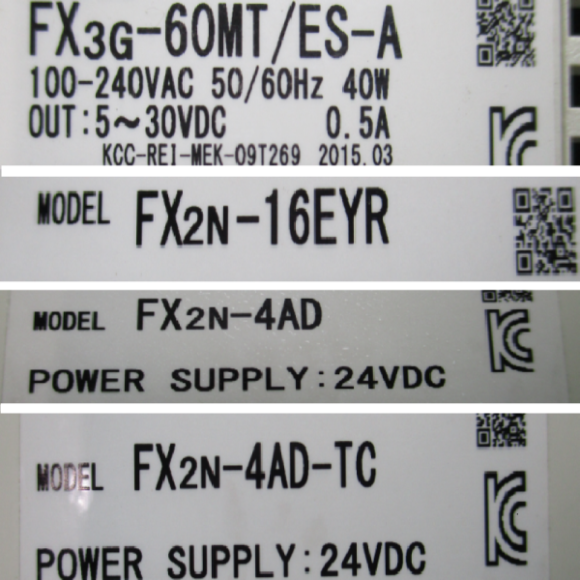 FX3G-60MT/ES-A
100-240VAC 50/60Hz 40W
OUT:5~30VDC 0.5A
KCC-REI-MEK-09T269 2015.03
MODEL FX2N-16EYR
MODEL FX2N-4AD
POWER SUPPLY:24VDC
MODEL FX2N-4AD-TC
POWER SUPPLY:24VDC